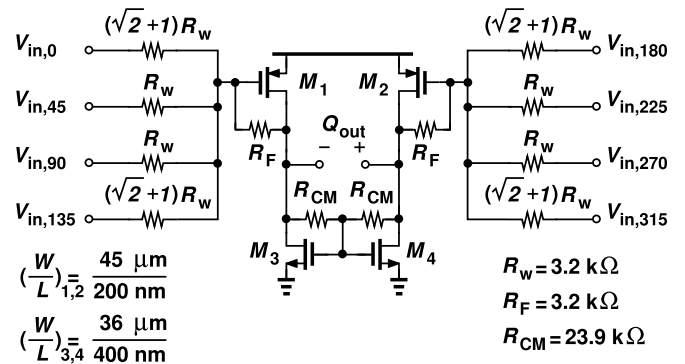 (√2 +1) R_w
V_in,0
R_w
V_in,45
R_w
V_in,90
(√2 +1) R_w
V_in,135
M_1
R_F
Q_out
− +
M_2
R_F
R_CM
R_CM
M_3
M_4
(√2 +1) R_w
V_in,180
R_w
V_in,225
R_w
V_in,270
(√2 +1) R_w
V_in,315
(W/L)_1,2 = 45 μm / 200 nm
(W/L)_3,4 = 36 μm / 400 nm
R_w = 3.2 kΩ
R_F = 3.2 kΩ
R_CM = 23.9 kΩ